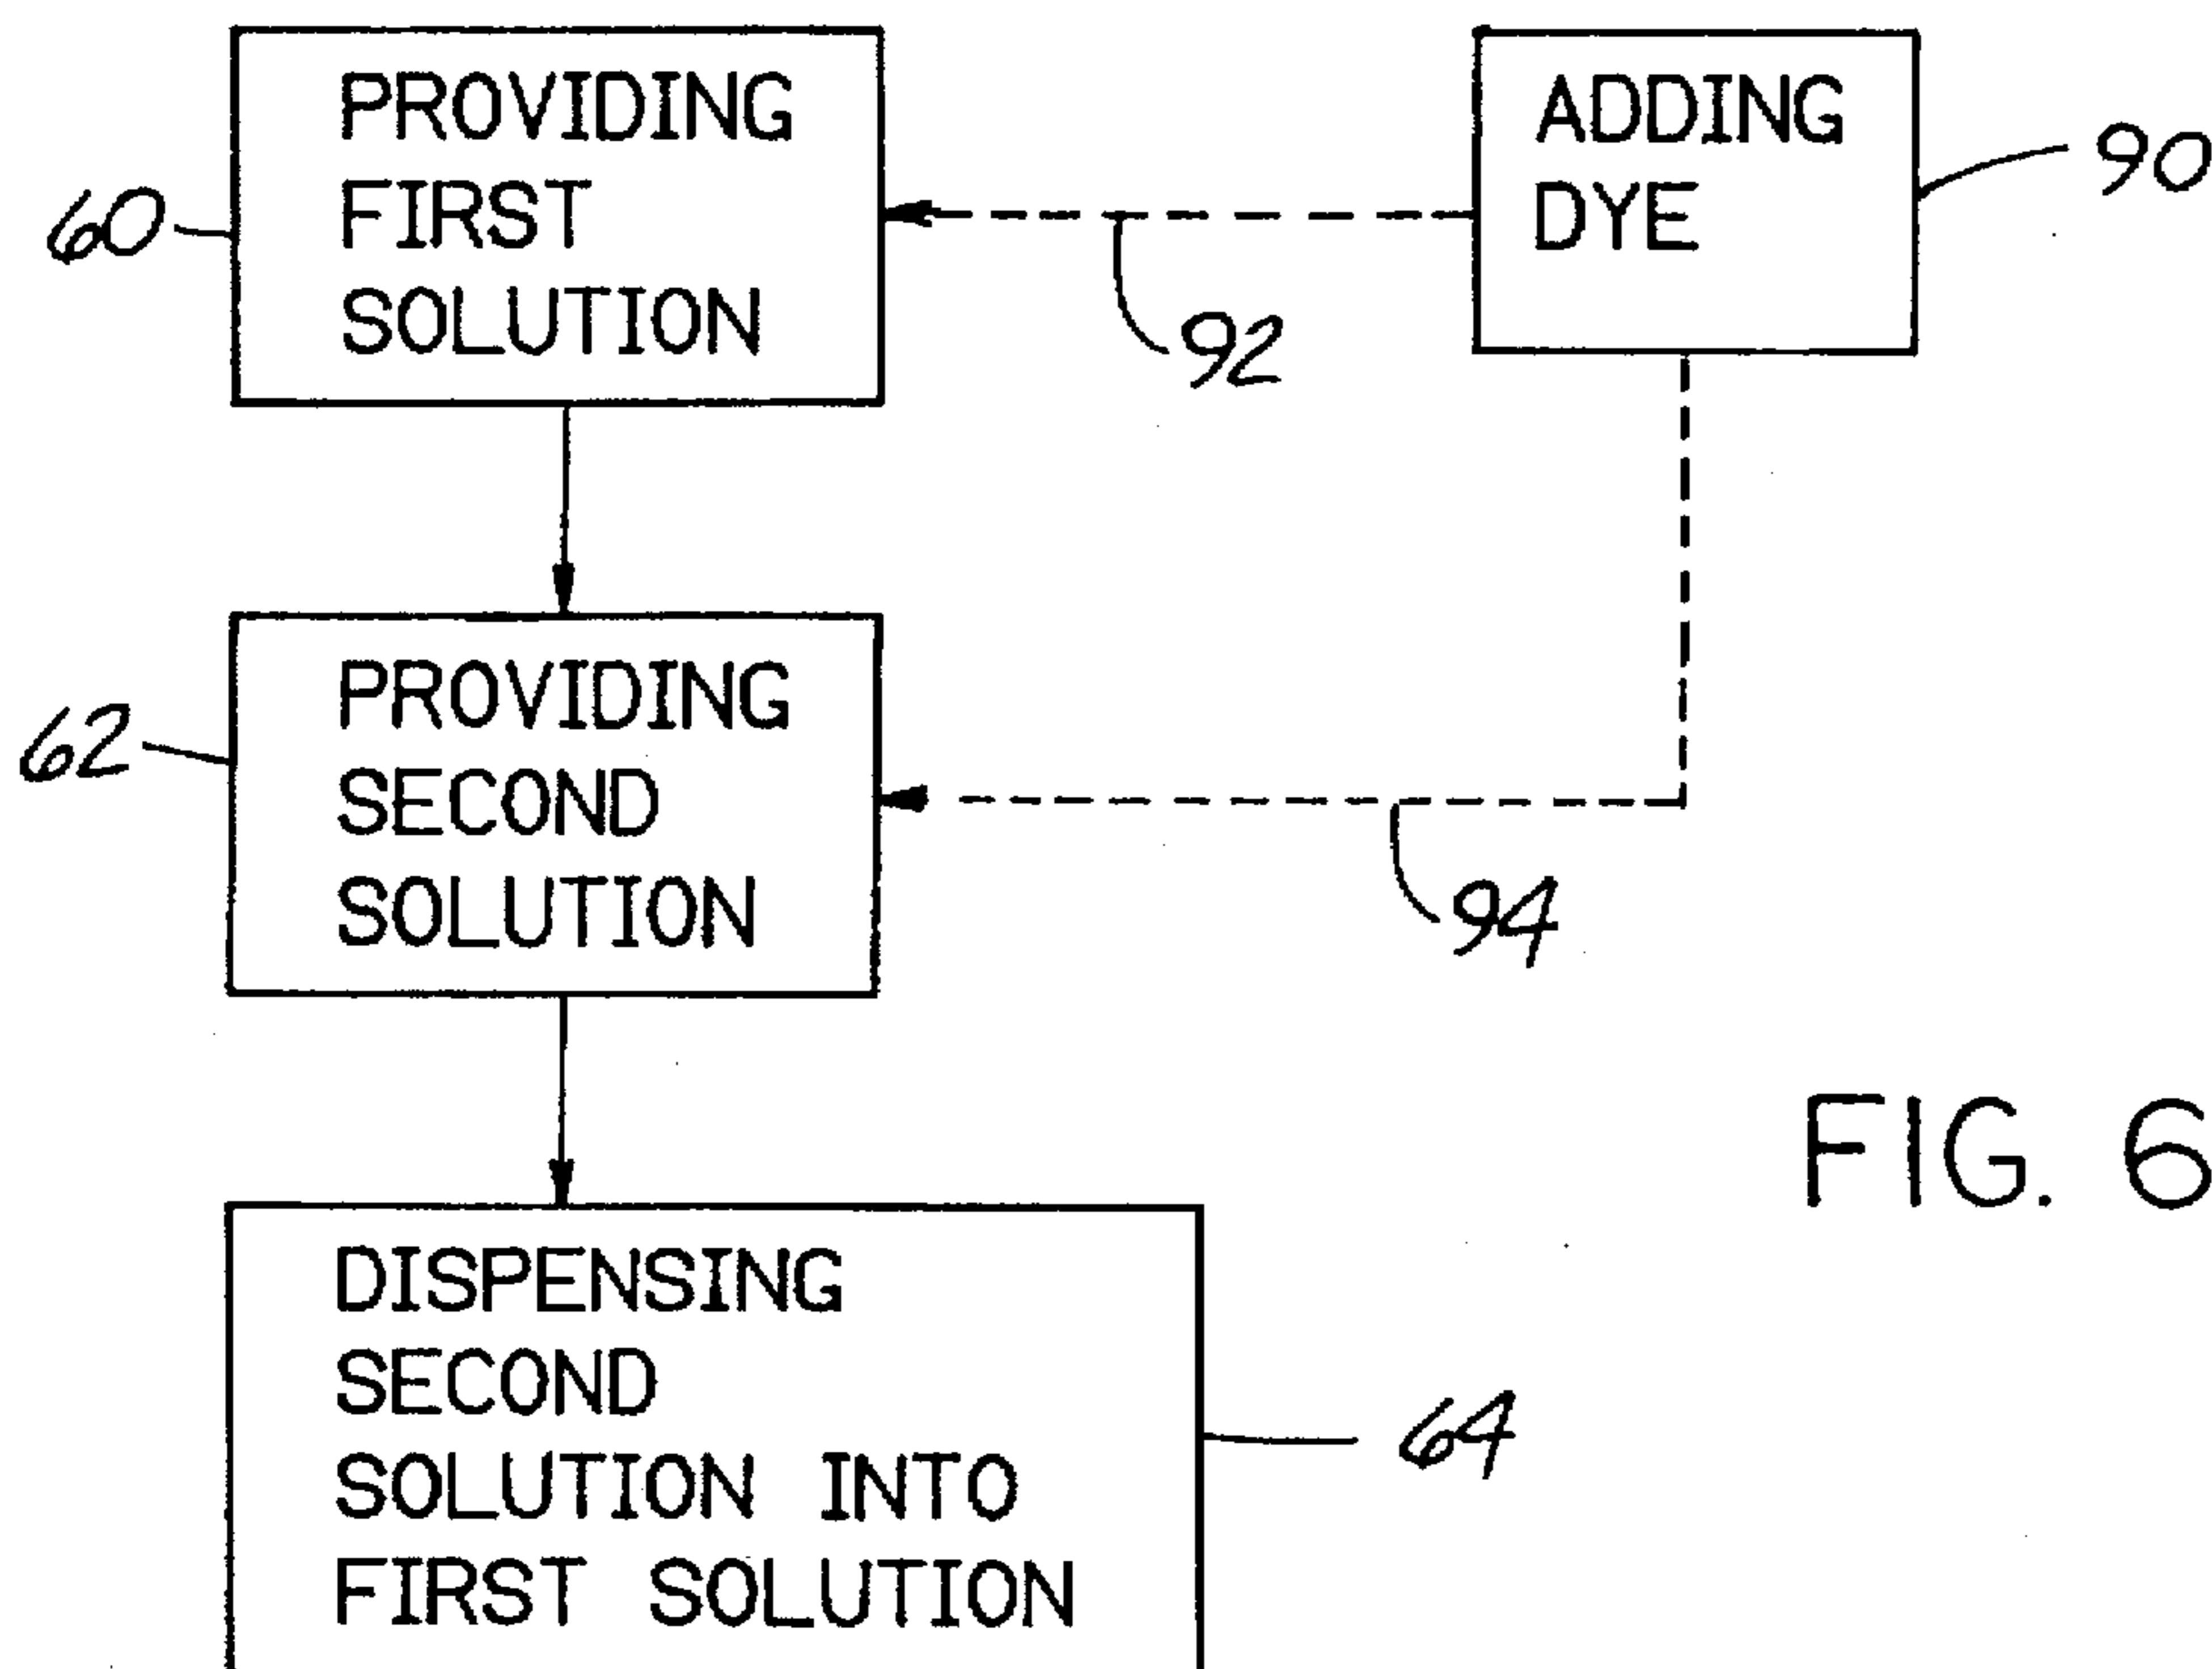 PROVIDING
FIRST
SOLUTION
60
ADDING
DYE
90
92
PROVIDING
SECOND
SOLUTION
62
94
FIG. 6
DISPENSING
SECOND
SOLUTION INTO
FIRST SOLUTION
64